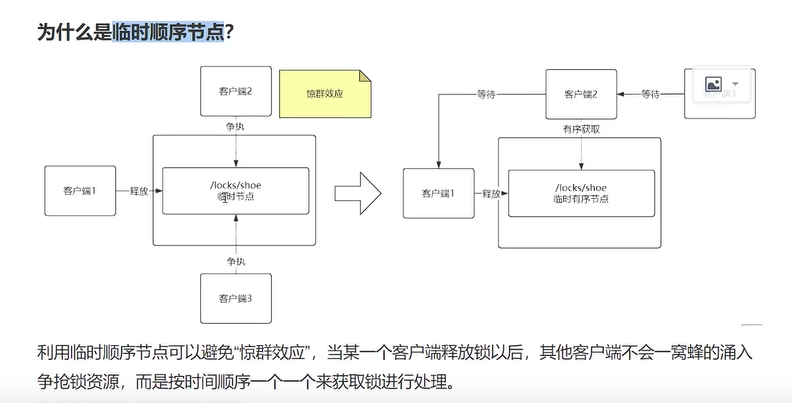 为什么是临时顺序节点?
客户端2
惊群效应
争执
客户端1
释放
/locks/shoe
临时节点
争执
客户端3
等待
客户端2
等待
客户端3
有序获取
客户端1
释放
/locks/shoe
临时有序节点
利用临时顺序节点可以避免“惊群效应”，当某一个客户端释放锁以后，其他客户端不会一窝蜂的涌入
争抢锁资源，而是按时间顺序一个一个来获取锁进行处理。